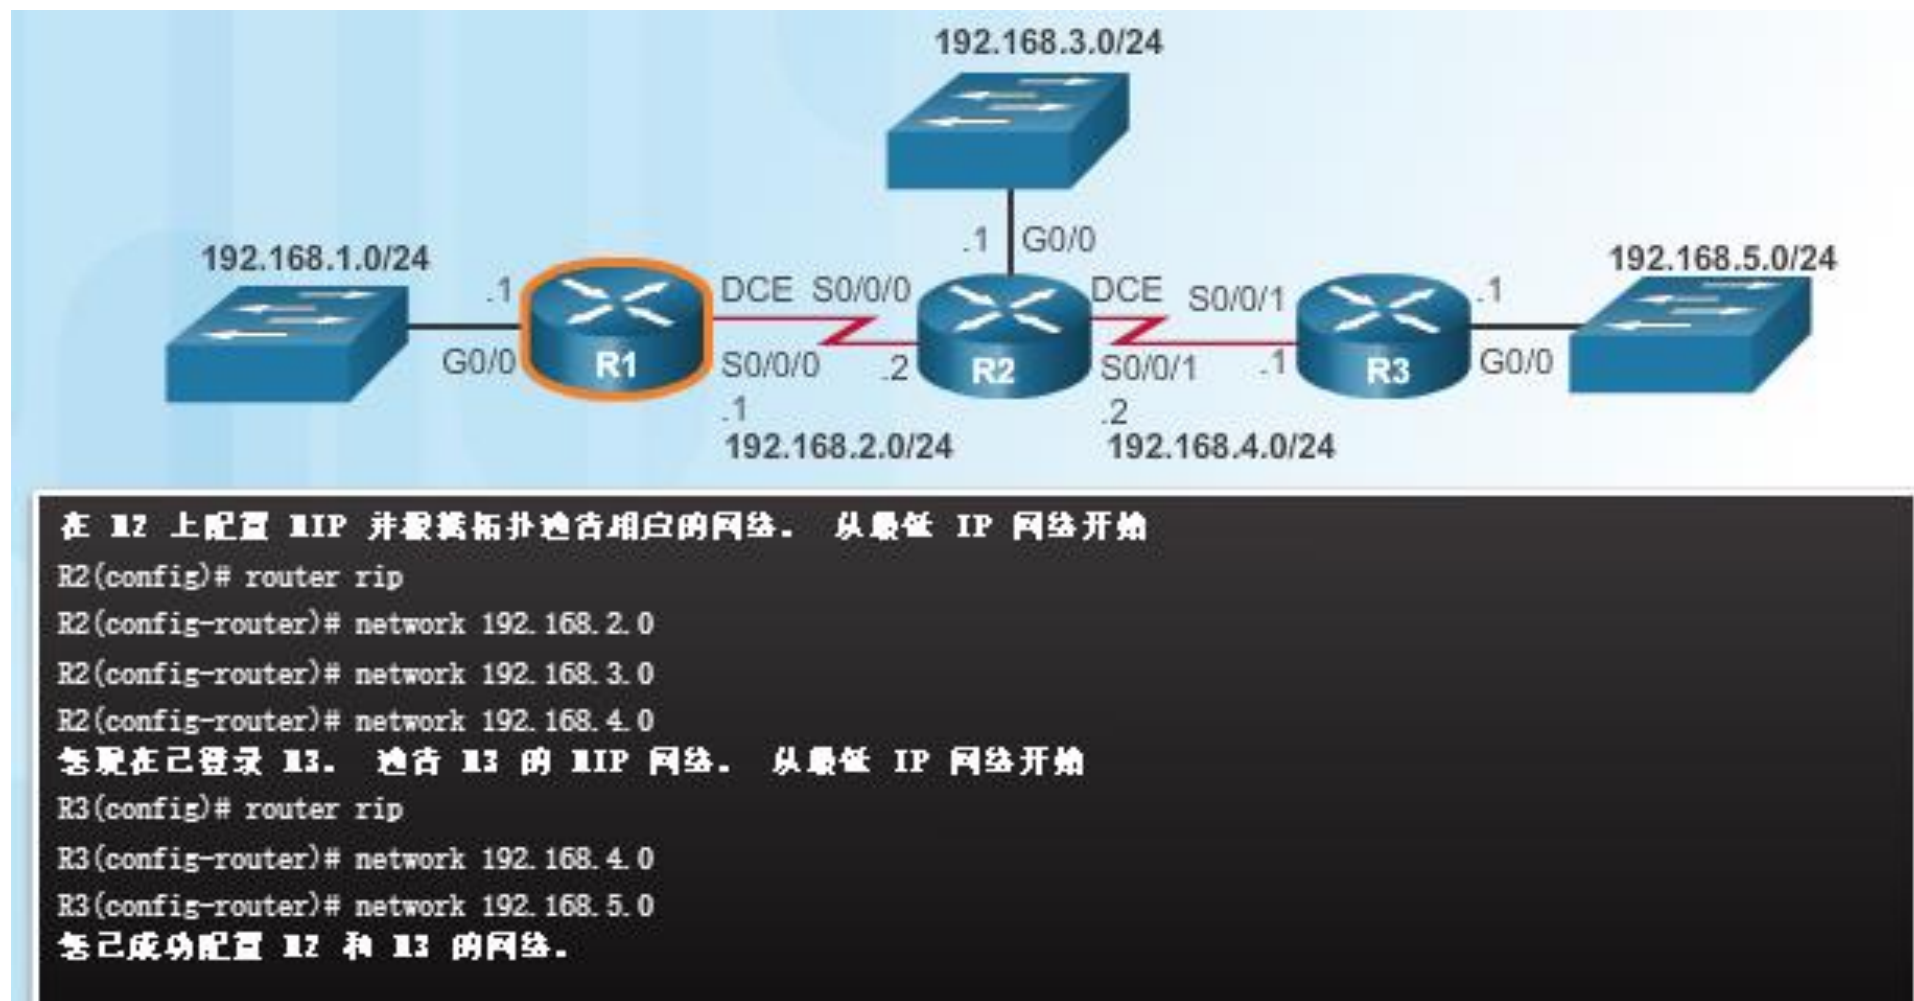 192.168.3.0/24
.1 G0/0
192.168.1.0/24
192.168.5.0/24
.1 DCE S0/0/0 DCE S0/0/1 .1
G0/0 R1 S0/0/0 .2 R2 S0/0/1 .1 R3 G0/0
.1 .2
192.168.2.0/24 192.168.4.0/24
在 R2 上配置 RIP 并根据拓扑通告相应的网络. 从最低 IP 网络开始
R2(config)# router rip
R2(config-router)# network 192.168.2.0
R2(config-router)# network 192.168.3.0
R2(config-router)# network 192.168.4.0
您现在已登录 R3. 通告 R3 的 RIP 网络. 从最低 IP 网络开始
R3(config)# router rip
R3(config-router)# network 192.168.4.0
R3(config-router)# network 192.168.5.0
您已成功配置 R2 和 R3 的网络.